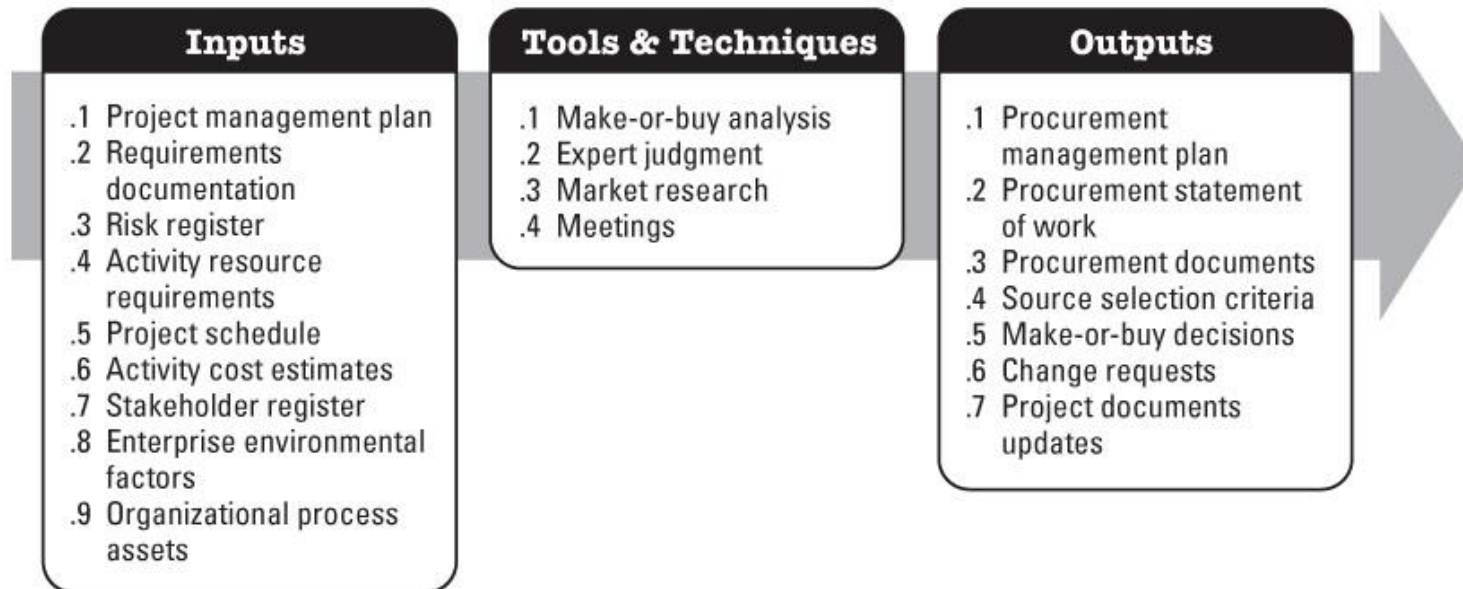 Inputs
.1 Project management plan
.2 Requirements
documentation
.3 Risk register
.4 Activity resource
requirements
.5 Project schedule
.6 Activity cost estimates
.7 Stakeholder register
.8 Enterprise environmental
factors
.9 Organizational process
assets
Tools & Techniques
.1 Make-or-buy analysis
.2 Expert judgment
.3 Market research
.4 Meetings
Outputs
.1 Procurement
management plan
.2 Procurement statement
of work
.3 Procurement documents
.4 Source selection criteria
.5 Make-or-buy decisions
.6 Change requests
.7 Project documents
updates